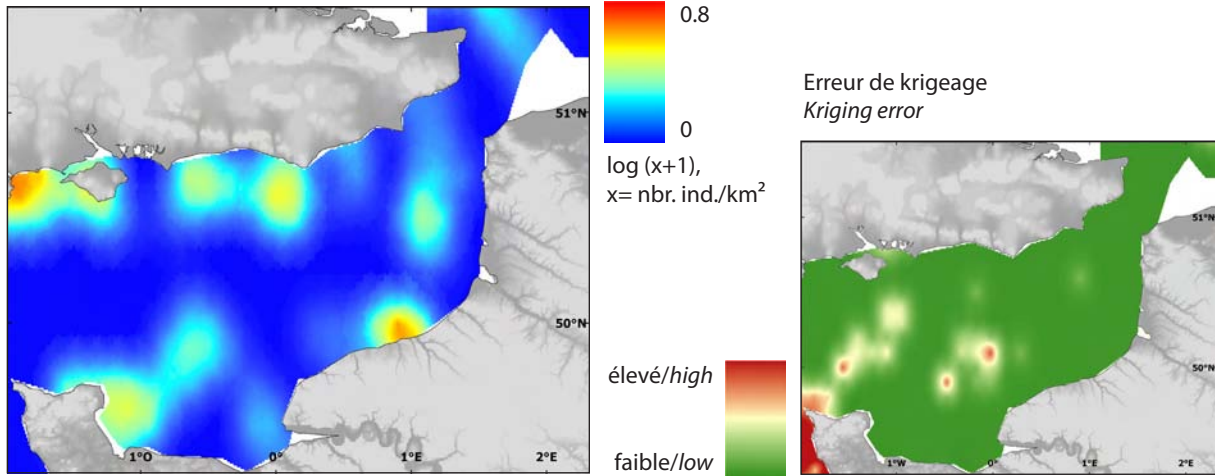 51°N
50°N
1°O
0°
1°E
2°E
0.8
0
log (x+1),
x= nbr. ind./km²
Erreur de krigeage
Kriging error
élevé/high
faible/low
51°N
50°N
1°W
0°
1°E
2°E